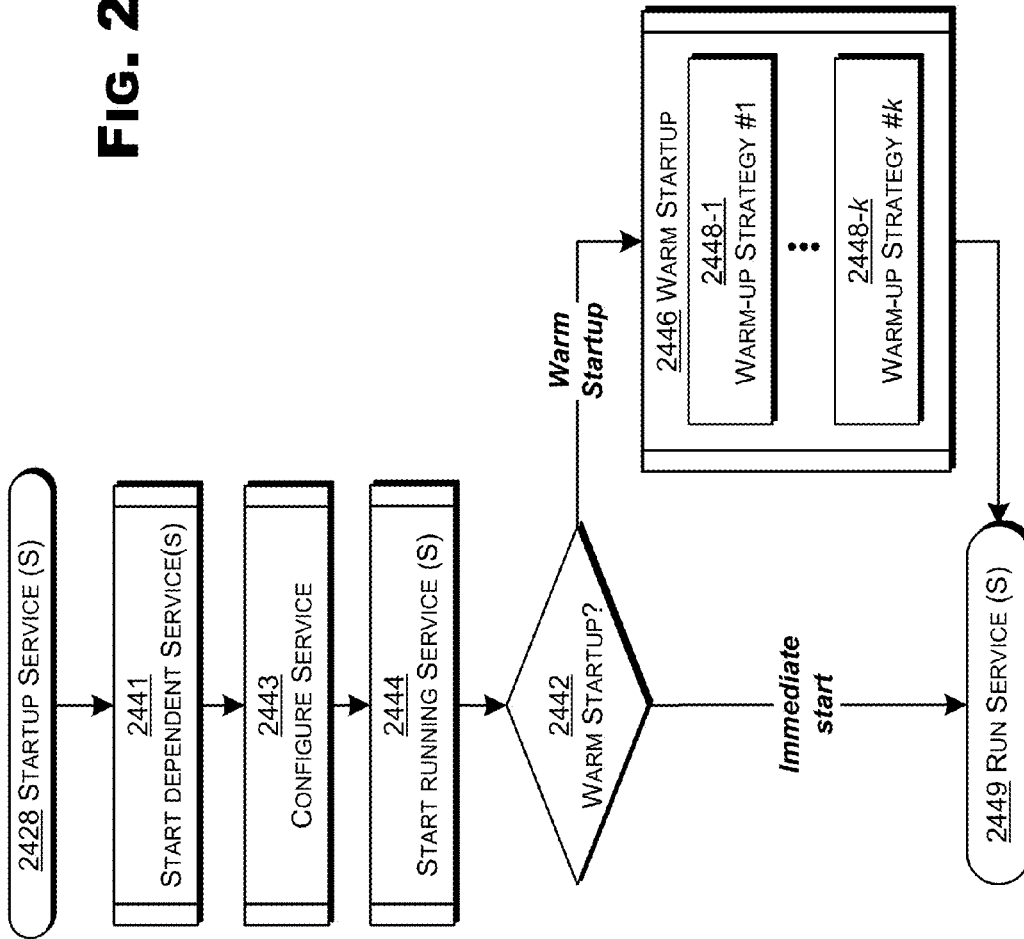 FIG. 2
2428 STARTUP SERVICE (S)
2441
START DEPENDENT SERVICE(S)
2443
CONFIGURE SERVICE
2444
START RUNNING SERVICE (S)
2442
WARM STARTUP?
Warm
Startup
2446 WARM STARTUP
2448-1
WARM-UP STRATEGY #1
2448-k
WARM-UP STRATEGY #k
Immediate
start
2449 RUN SERVICE (S)